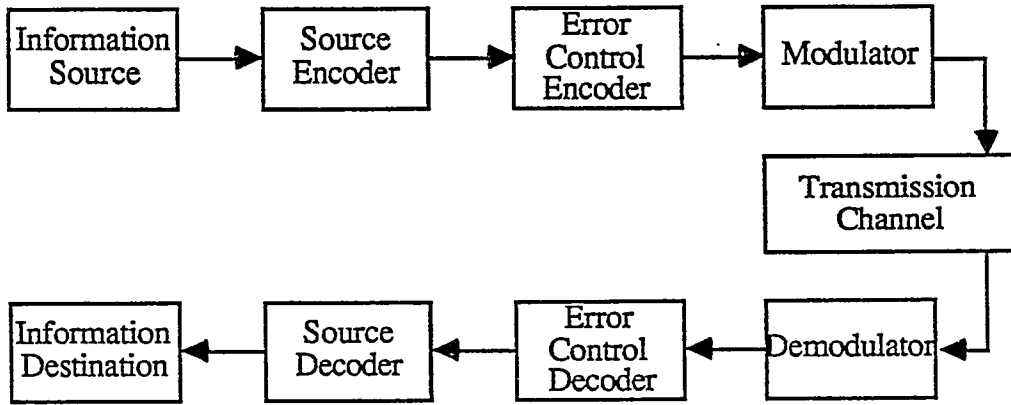 Information
Source
Source
Encoder
Error
Control
Encoder
Modulator
Transmission
Channel
Information
Destination
Source
Decoder
Error
Control
Decoder
Demodulator